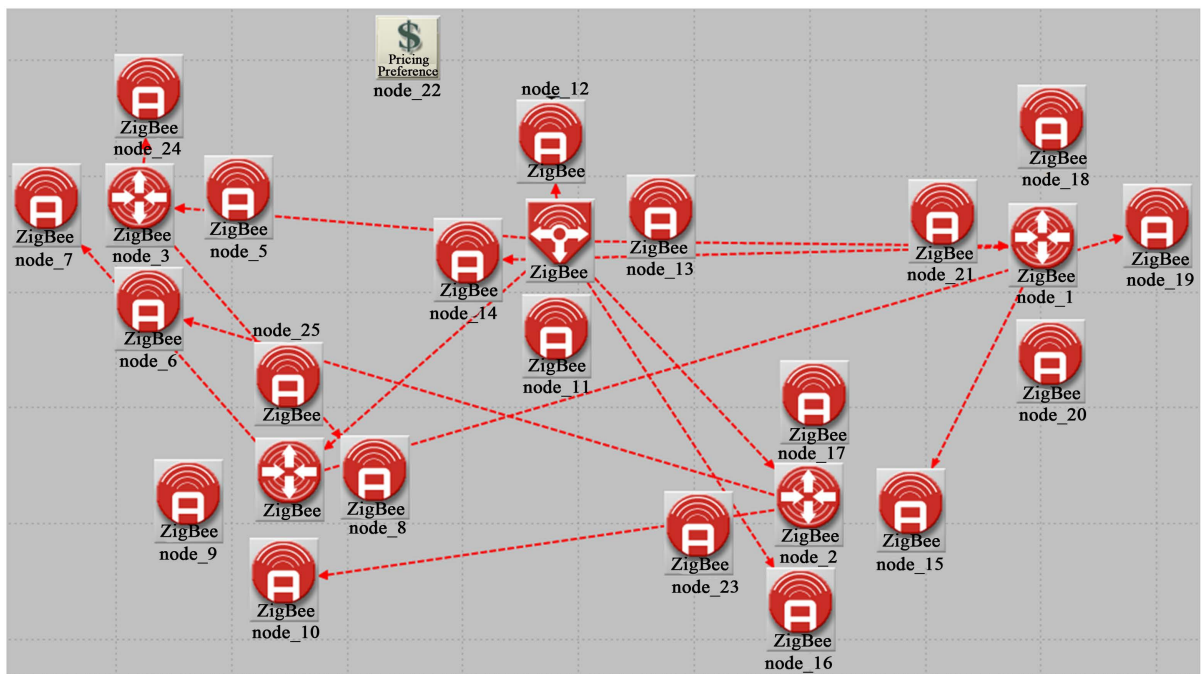 $
Pricing
Preference
node_22
node_12
ZigBee
ZigBee
node_24
ZigBee
node_18
ZigBee
node_7
ZigBee
node_3
ZigBee
node_5
ZigBee
node_14
ZigBee
ZigBee
node_13
ZigBee
node_21
ZigBee
node_1
ZigBee
node_19
ZigBee
node_6
node_25
ZigBee
ZigBee
node_11
ZigBee
node_20
ZigBee
node_17
ZigBee
node_9
ZigBee
ZigBee
node_8
ZigBee
node_2
ZigBee
node_15
ZigBee
node_10
ZigBee
node_23
ZigBee
node_16